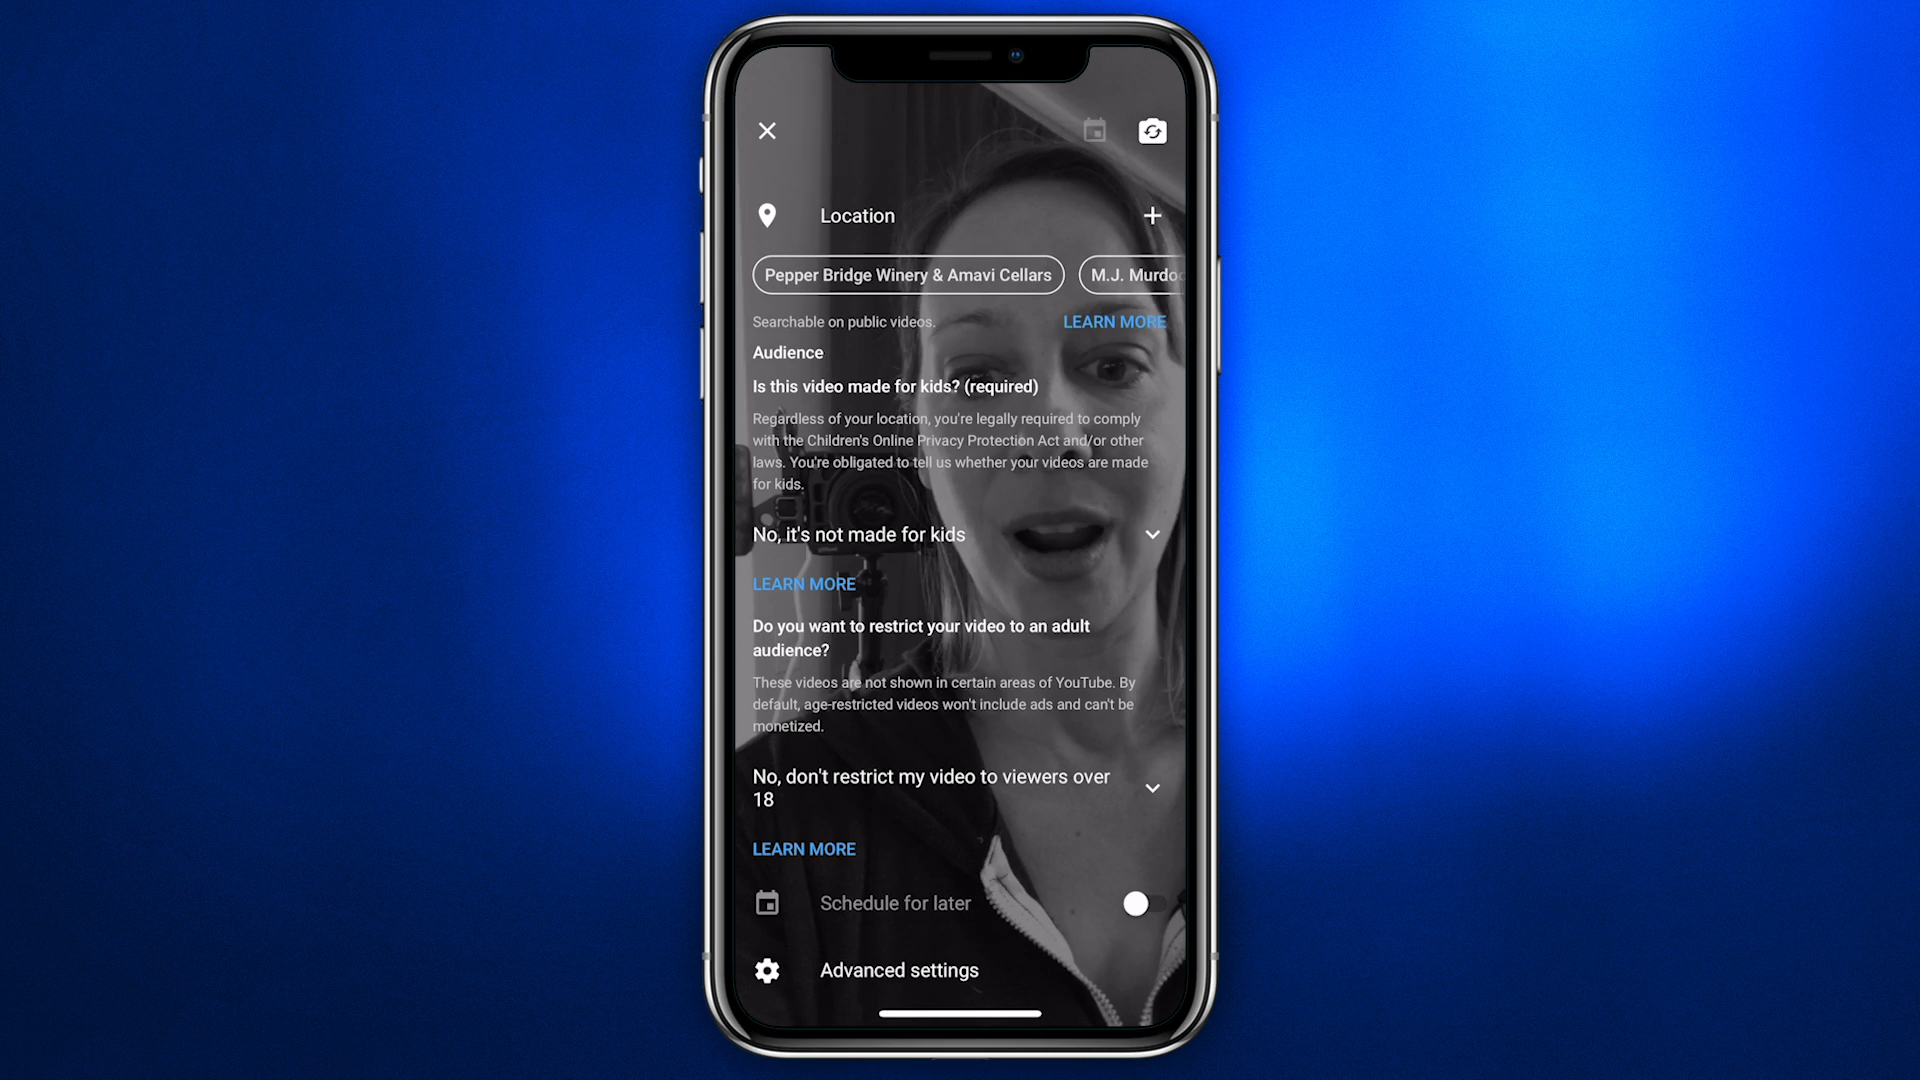 Location
Pepper Bridge Winery & Amavi Cellars
M.J.
Searchable on public videos.
LEARN MORE
Audience
Is this video made for kids? (required)
Regardless of your location, you're legally required to comply
with the Children's Online Privacy Protection Act and/or other
laws. You're obligated to tell us whether your videos are made
for kids.
No, it's not made for kids
LEARN MORE
Do you want to restrict your video to an adult
audience?
These videos are not shown in certain areas of YouTube. By
default, age-restricted videos won't include ads and can't be
monetized.
No, don't restrict my video to viewers over
18
LEARN MORE
Schedule for later
Advanced settings